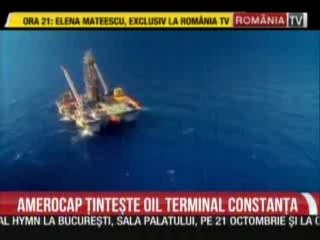 ORA 21: ELENA MATEESCU, EXCLUSIV LA ROMÂNIA TV
ROMÂNIA TV
AMEROCAP ȚINTEȘTE OIL TERMINAL CONSTANȚA
AL HYMN LA BUCUREȘTI, SALA PALATULUI, PE 21 OCTOMBRIE ȘI LA C